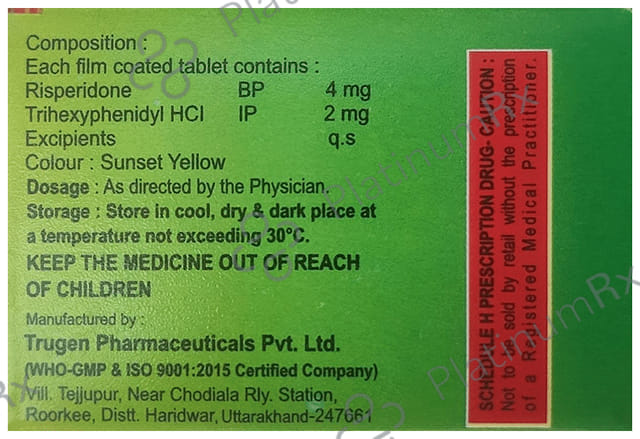 Composition :
Each film coated tablet contains :
Risperidone BP 4 mg
Trihexyphenidyl HCl IP 2 mg
Excipients q.s
Colour : Sunset Yellow
Dosage : As directed by the Physician.
Storage : Store in cool, dry & dark place at
a temperature not exceeding 30°C.
KEEP THE MEDICINE OUT OF REACH
OF CHILDREN
Manufactured by :
Trugen Pharmaceuticals Pvt. Ltd.
(WHO-GMP & ISO 9001:2015 Certified Company)
Vill. Tejjupur, Near Chodiala Rly. Station,
Roorkee, Distt. Haridwar, Uttarakhand-247661
SCHEDULE H PRESCRIPTION DRUG- CAUTION :
Not to be sold by retail without the prescription
of a Registered Medical Practitioner.
PlatinumRx
PlatinumRx